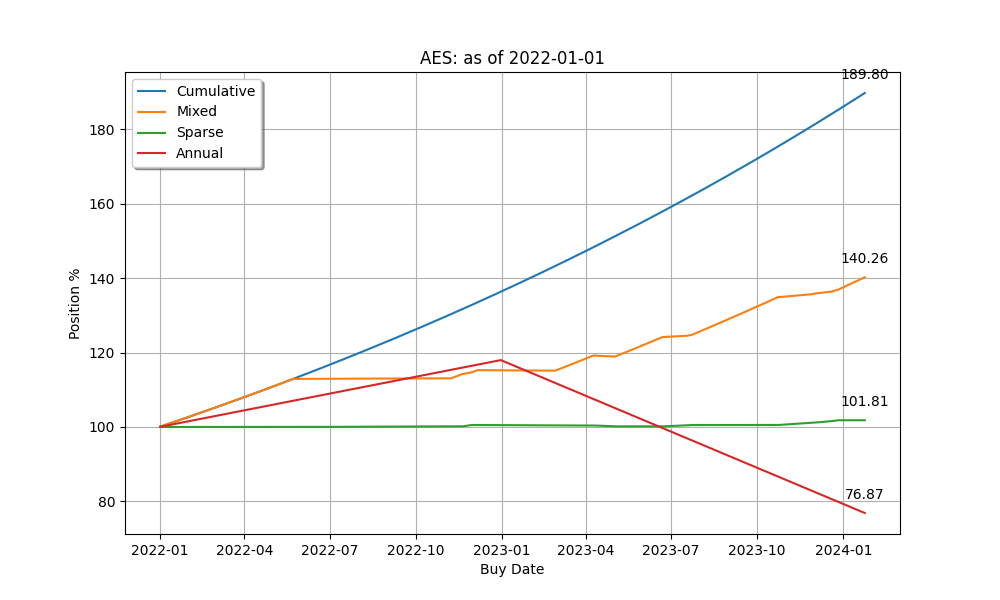 AES: as of 2022-01-01
189.80
Cumulative
Mixed
Sparse
Annual
180
160
140.26
140
Position %
120
101.81
100
76.87
80
2022-01 2022-04 2022-07 2022-10 2023-01 2023-04 2023-07 2023-10 2024-01
Buy Date